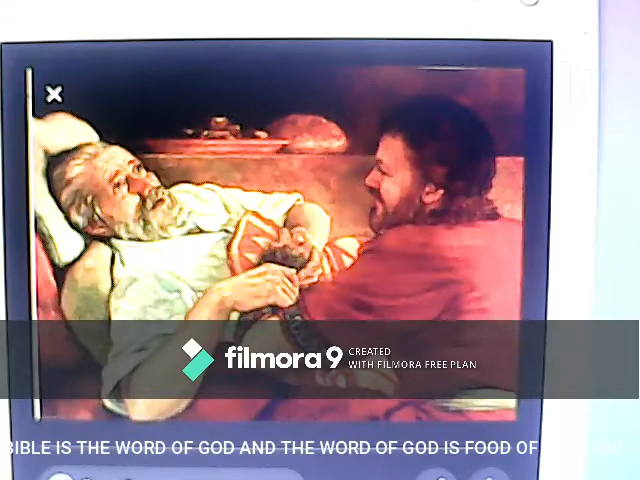 filmora 9 CREATED
WITH FILMORA FREE PLAN
BIBLE IS THE WORD OF GOD AND THE WORD OF GOD IS FOOD OF